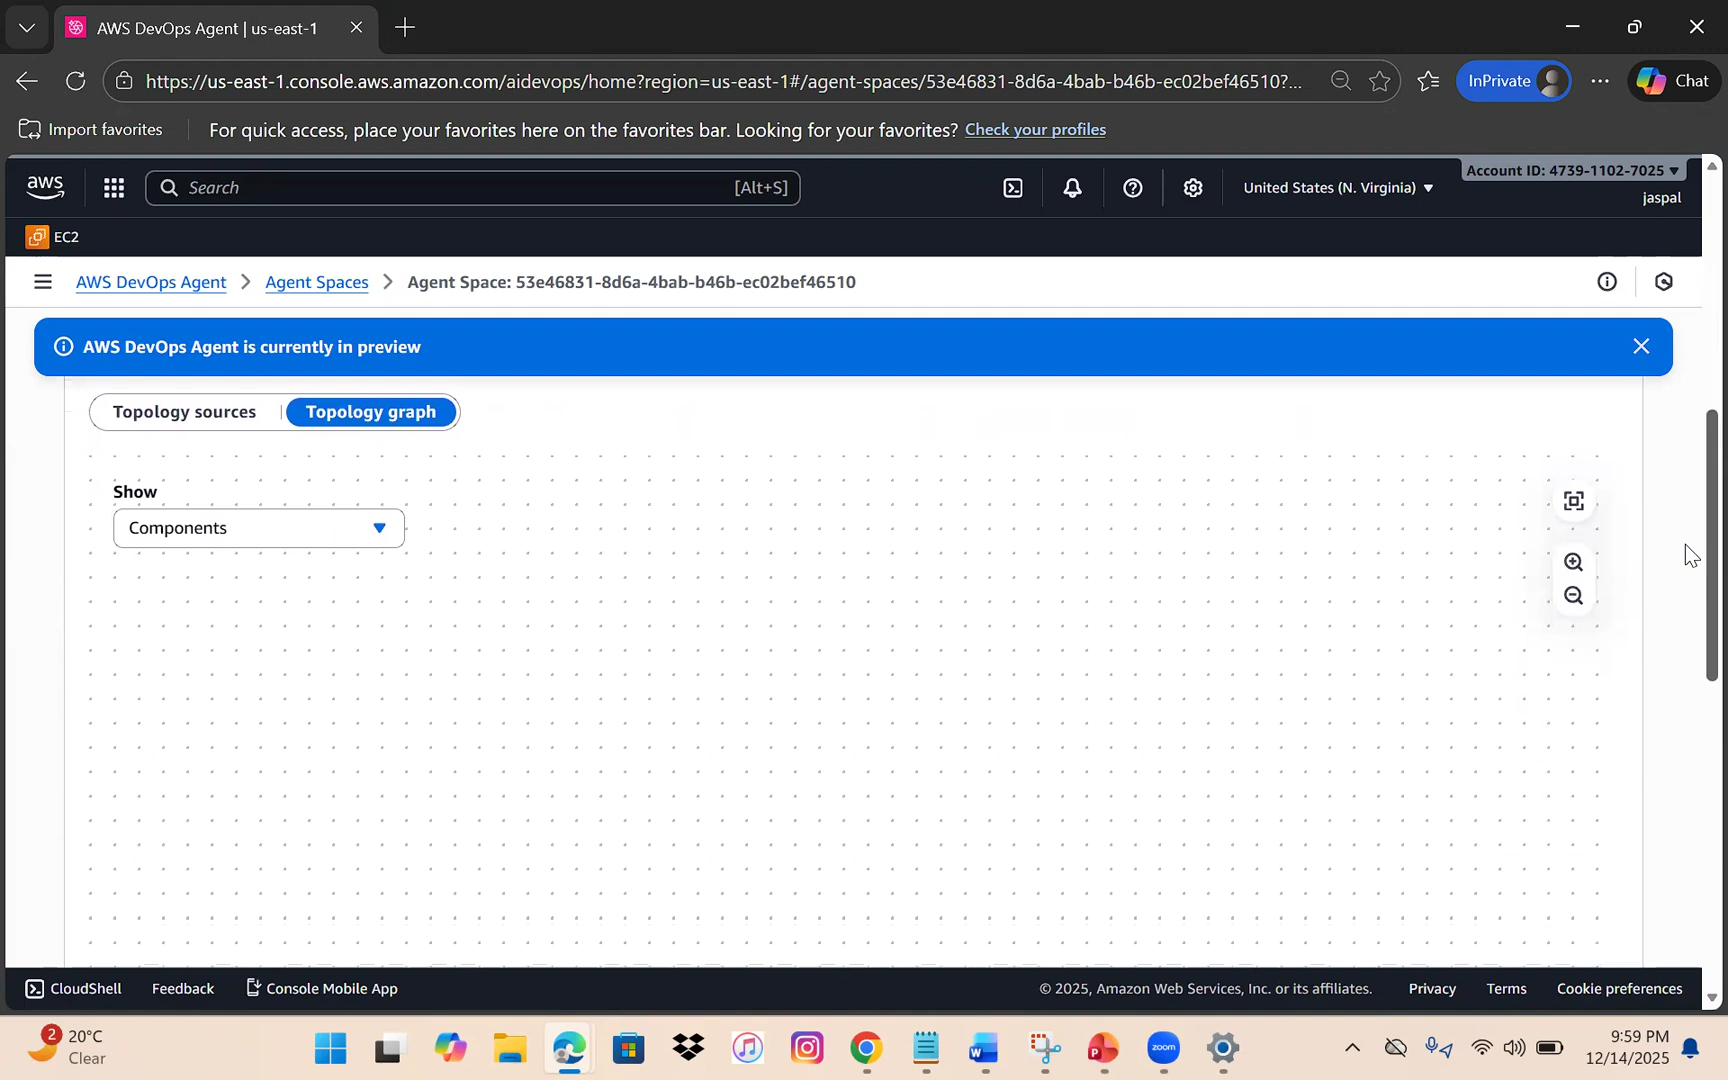 AWS DevOps Agent | us-east-1
https://us-east-1.console.aws.amazon.com/aidevops/home?region=us-east-1#/agent-spaces/53e46831-8d6a-4bab-b46b-ec02bef46510?...
InPrivate
Chat
Import favorites
For quick access, place your favorites here on the favorites bar. Looking for your favorites? Check your profiles
aws
Search
[Alt+S]
United States (N. Virginia)
Account ID: 4739-1102-7025
jaspal
EC2
AWS DevOps Agent
Agent Spaces
Agent Space: 53e46831-8d6a-4bab-b46b-ec02bef46510
AWS DevOps Agent is currently in preview
Topology sources
Topology graph
Show
Components
CloudShell
Feedback
Console Mobile App
© 2025, Amazon Web Services, Inc. or its affiliates.
Privacy
Terms
Cookie preferences
2
20°C
Clear
W
P
zoom
9:59 PM
12/14/2025